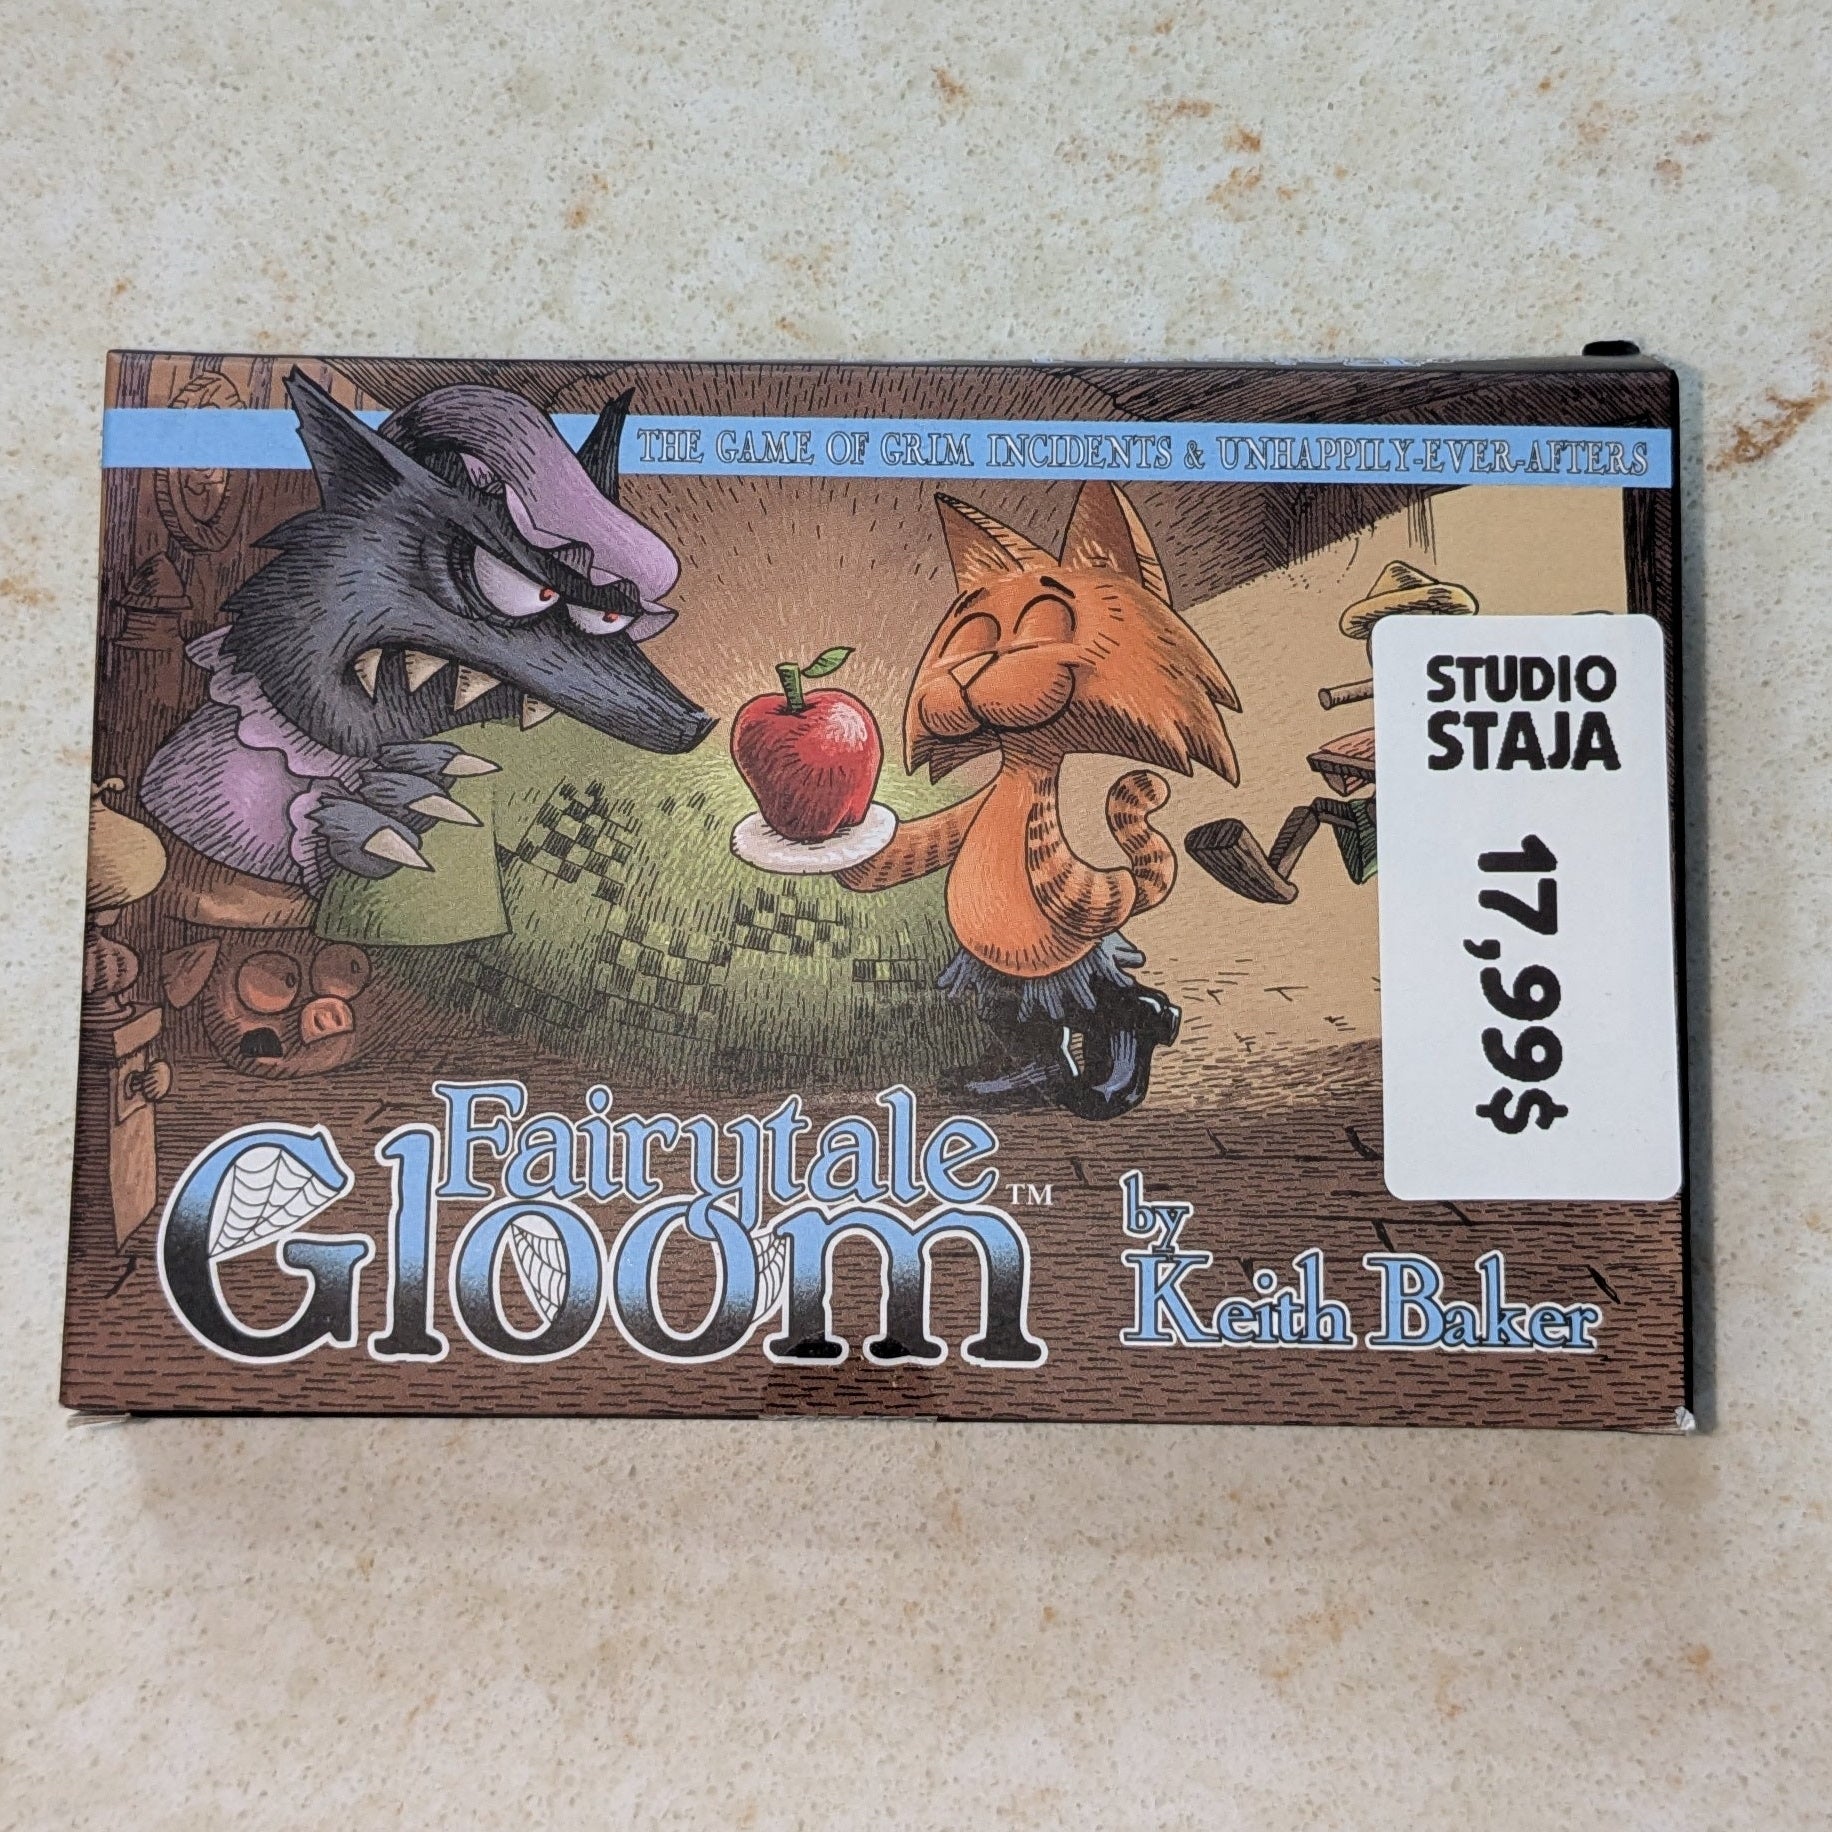 THE GAME OF GRIM INCIDENTS & UNHAPPILY-EVER-AFTERS
STUDIO
STAJA
17,99$
Fairytale
Gloom™
by
Keith Baker